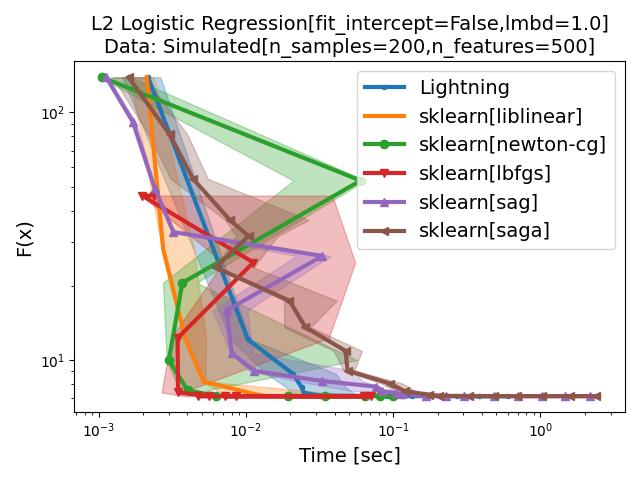 L2 Logistic Regression[fit_intercept=False,lmbd=1.0]
Data: Simulated[n_samples=200,n_features=500]
Lightning
sklearn[liblinear]
sklearn[newton-cg]
sklearn[lbfgs]
sklearn[sag]
sklearn[saga]
F(x)
10²
10¹
10⁻³
10⁻²
10⁻¹
10⁰
Time [sec]